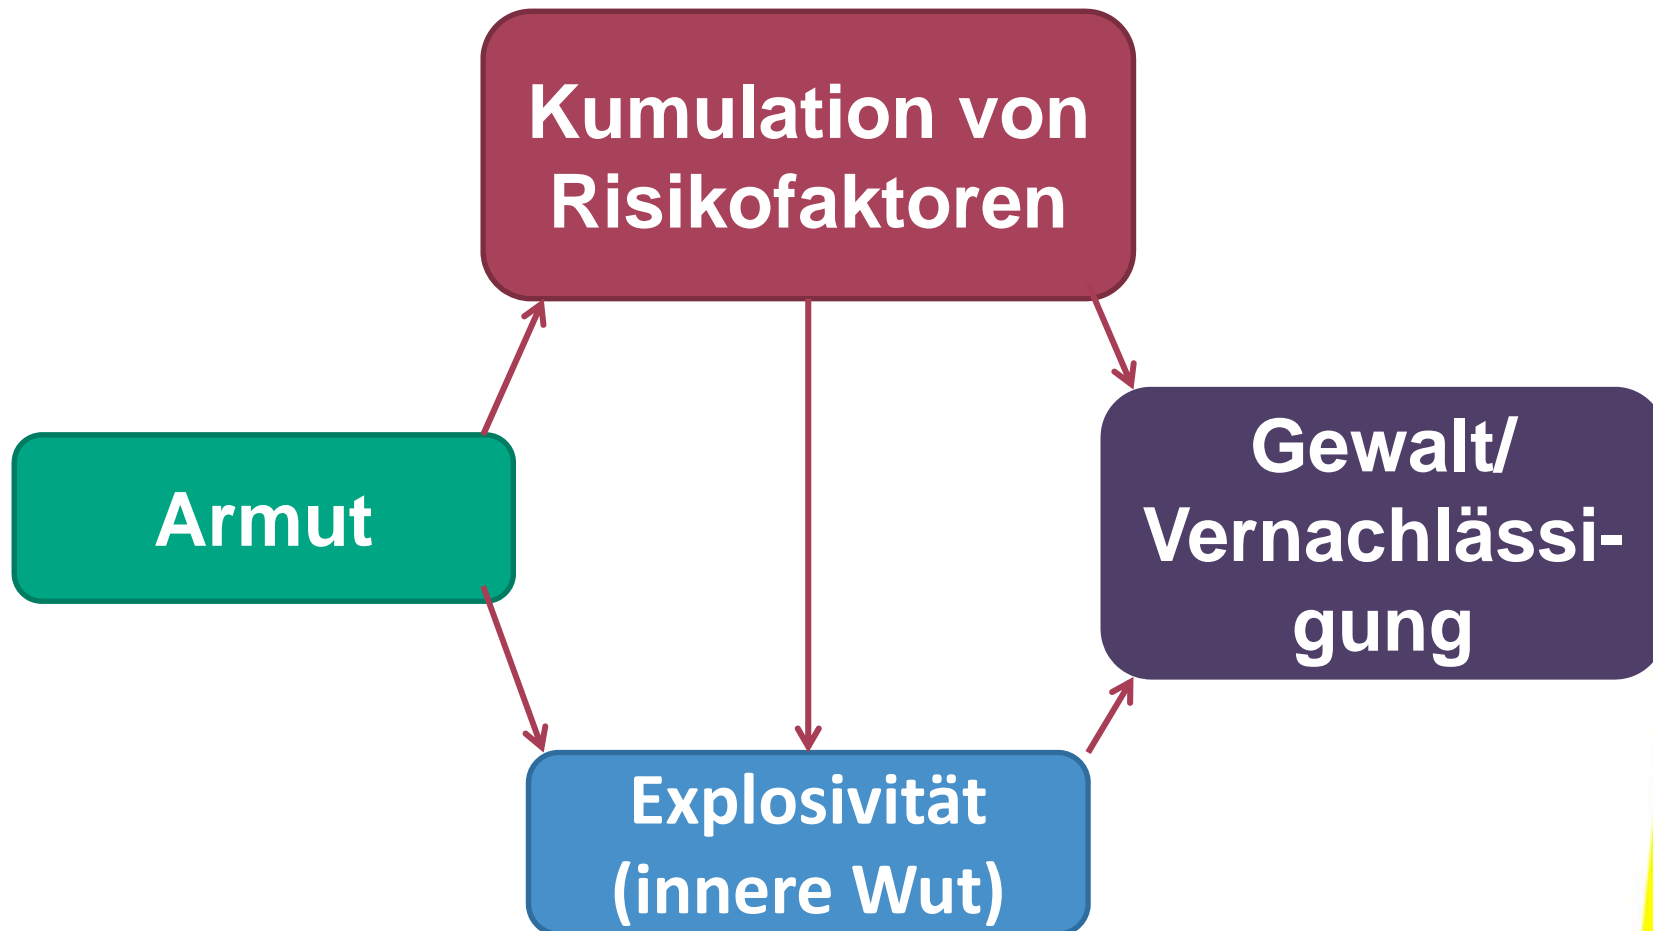 Kumulation von
Risikofaktoren
Armut
Gewalt/
Vernachlässi-
gung
Explosivität
(innere Wut)